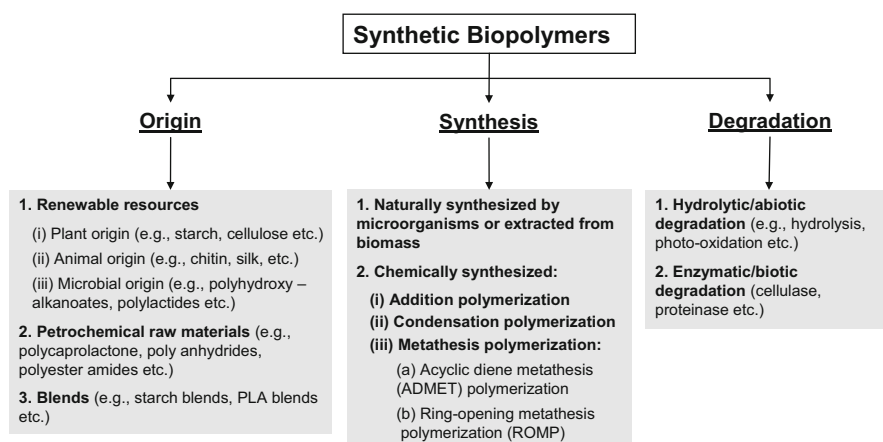 Synthetic Biopolymers
Origin
1. Renewable resources
(i) Plant origin (e.g., starch, cellulose etc.)
(ii) Animal origin (e.g., chitin, silk, etc.)
(iii) Microbial origin (e.g., polyhydroxy –
alkanoates, polylactides etc.)
2. Petrochemical raw materials (e.g.,
polycaprolactone, poly anhydrides,
polyester amides etc.)
3. Blends (e.g., starch blends, PLA blends
etc.)
Synthesis
1. Naturally synthesized by
microorganisms or extracted from
biomass
2. Chemically synthesized:
(i) Addition polymerization
(ii) Condensation polymerization
(iii) Metathesis polymerization:
(a) Acyclic diene metathesis
(ADMET) polymerization
(b) Ring-opening metathesis
polymerization (ROMP)
Degradation
1. Hydrolytic/abiotic
degradation (e.g., hydrolysis,
photo-oxidation etc.)
2. Enzymatic/biotic
degradation (cellulase,
proteinase etc.)